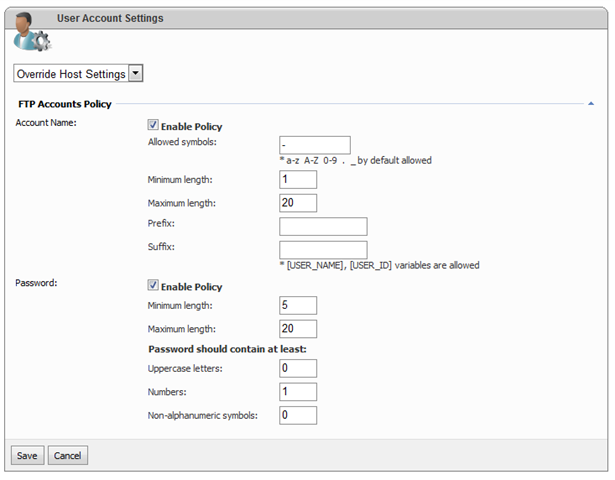 User Account Settings
Override Host Settings
FTP Accounts Policy
Account Name:
Enable Policy
Allowed symbols: -
* a-z A-Z 0-9 . _ by default allowed
Minimum length: 1
Maximum length: 20
Prefix:
Suffix:
* [USER_NAME], [USER_ID] variables are allowed
Password:
Enable Policy
Minimum length: 5
Maximum length: 20
Password should contain at least:
Uppercase letters: 0
Numbers: 1
Non-alphanumeric symbols: 0
Save Cancel